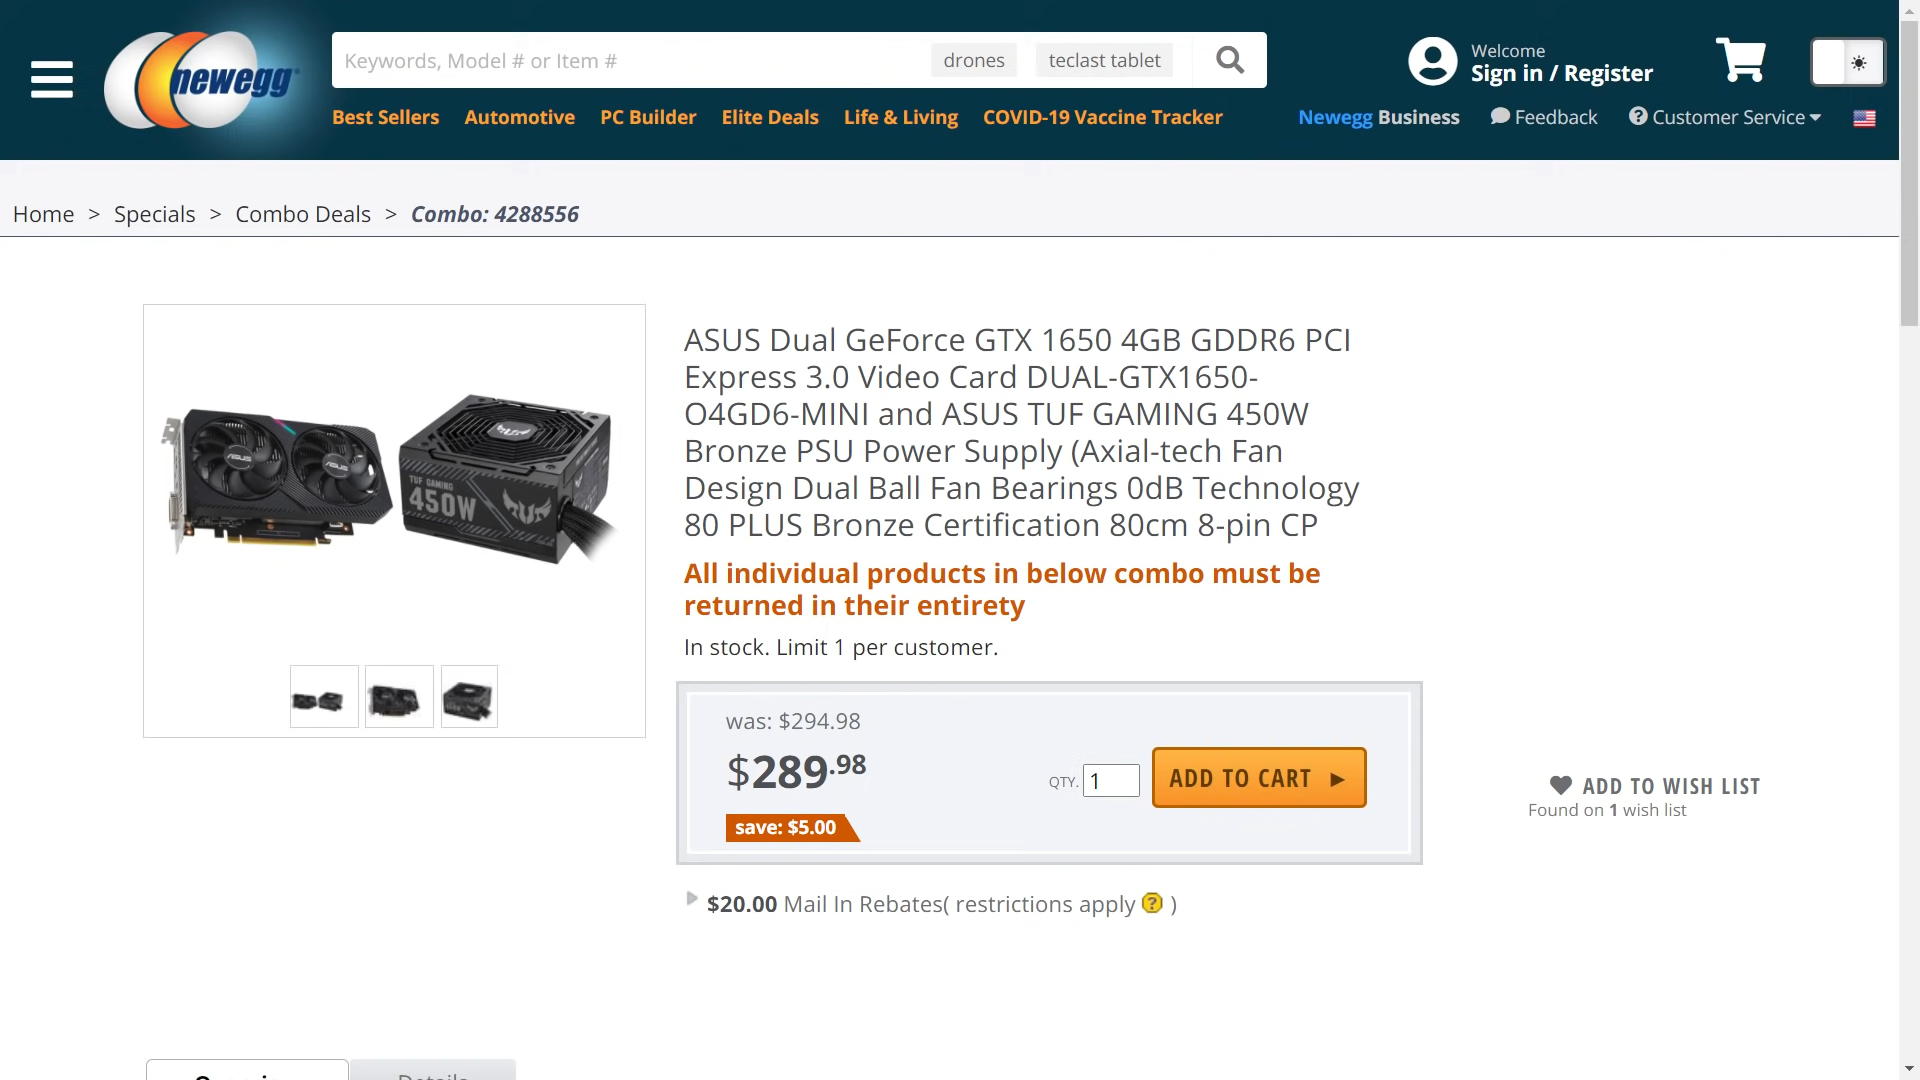 newegg
Keywords, Model # or Item #
drones
teclast tablet
Welcome
Sign in / Register
Best Sellers
Automotive
PC Builder
Elite Deals
Life & Living
COVID-19 Vaccine Tracker
Newegg Business
Feedback
Customer Service
Home > Specials > Combo Deals > Combo: 4288556
ASUS Dual GeForce GTX 1650 4GB GDDR6 PCI
Express 3.0 Video Card DUAL-GTX1650-
O4GD6-MINI and ASUS TUF GAMING 450W
Bronze PSU Power Supply (Axial-tech Fan
Design Dual Ball Fan Bearings 0dB Technology
80 PLUS Bronze Certification 80cm 8-pin CP
All individual products in below combo must be
returned in their entirety
In stock. Limit 1 per customer.
ASUS
ASUS
TUF GAMING
450W
TUF
was: $294.98
$289.98
save: $5.00
QTY. 1
ADD TO CART
ADD TO WISH LIST
Found on 1 wish list
$20.00 Mail In Rebates( restrictions apply ? )
Details